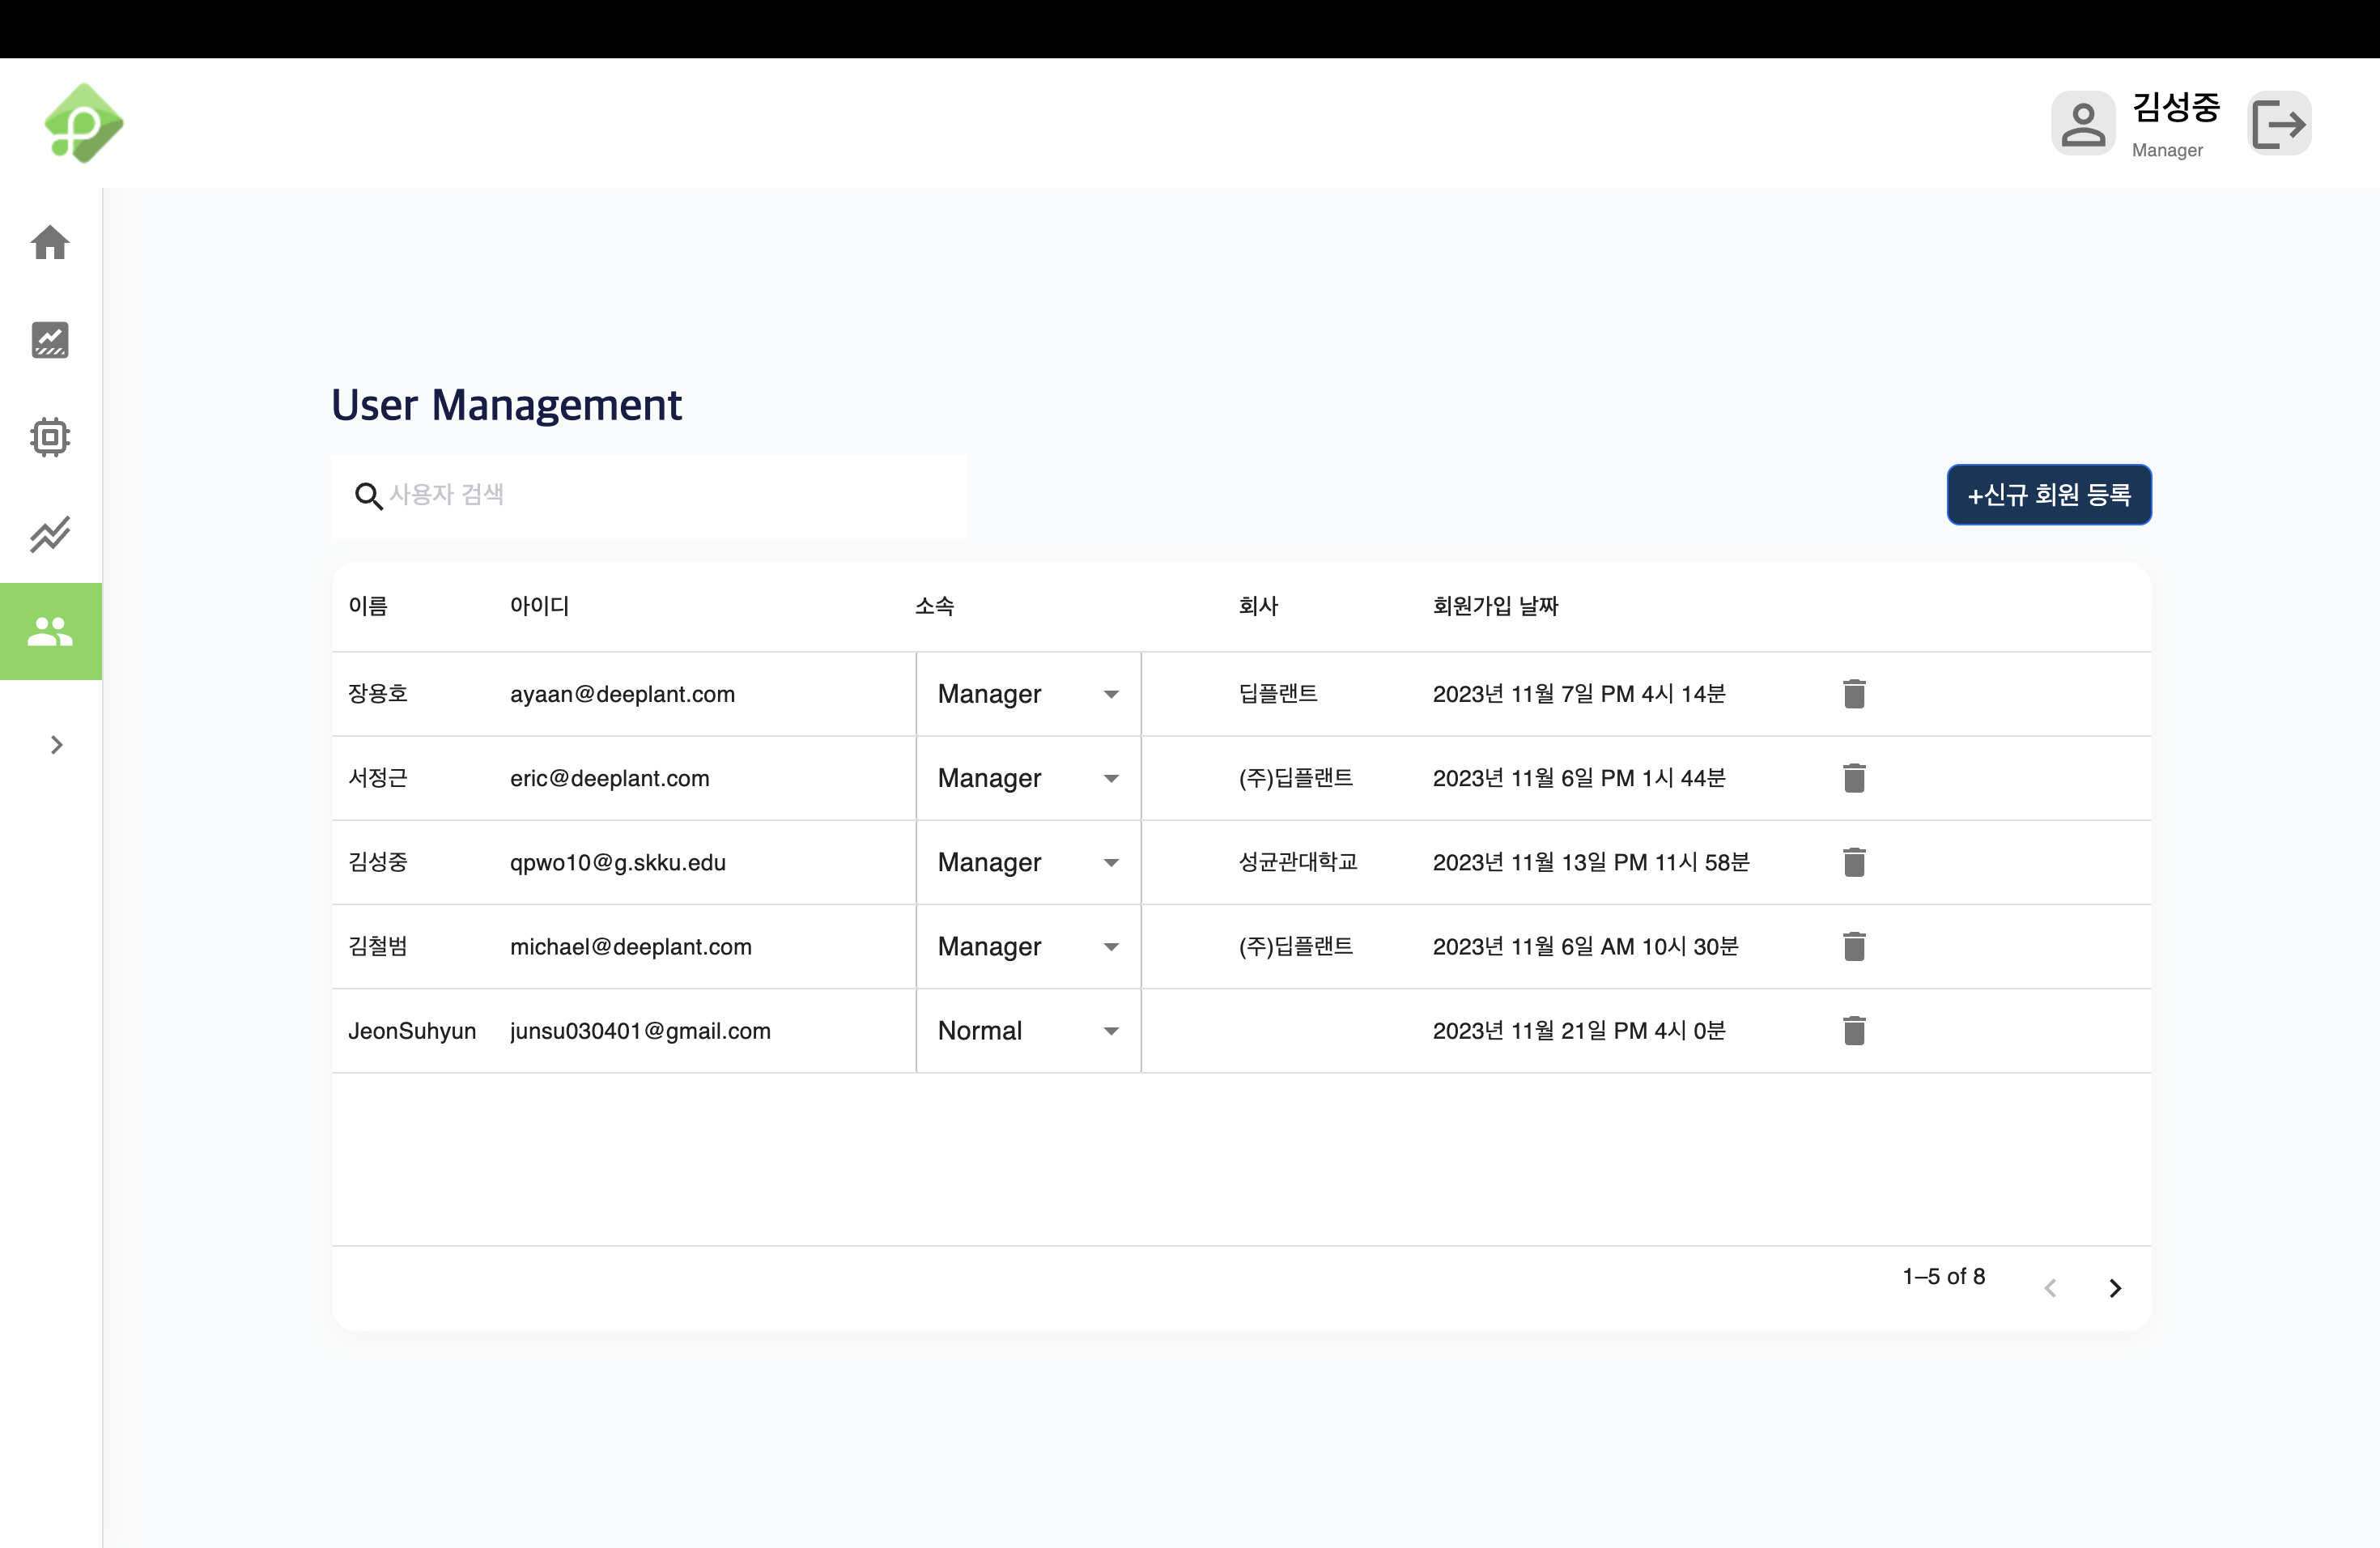 김성중
Manager
User Management
사용자 검색
+신규 회원 등록
이름 아이디 소속 회사 회원가입 날짜
장용호 ayaan@deeplant.com Manager 딥플랜트 2023년 11월 7일 PM 4시 14분
서정근 eric@deeplant.com Manager (주)딥플랜트 2023년 11월 6일 PM 1시 44분
김성중 qpwo10@g.skku.edu Manager 성균관대학교 2023년 11월 13일 PM 11시 58분
김철범 michael@deeplant.com Manager (주)딥플랜트 2023년 11월 6일 AM 10시 30분
JeonSuhyun junsu030401@gmail.com Normal 2023년 11월 21일 PM 4시 0분
1–5 of 8